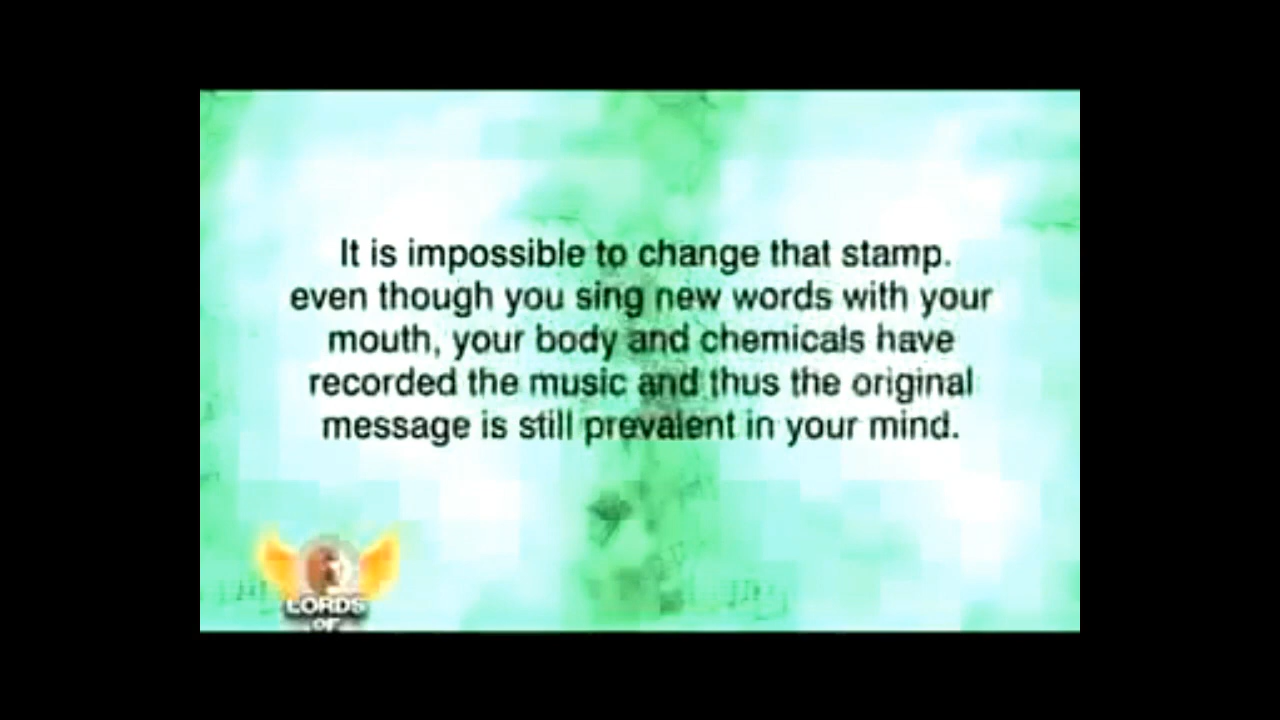 It is impossible to change that stamp.
even though you sing new words with your
mouth, your body and chemicals have
recorded the music and thus the original
message is still prevalent in your mind.
LORDS
OF